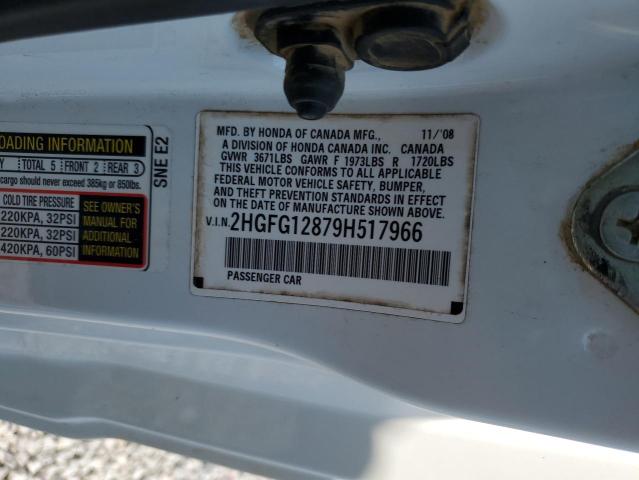 OADING INFORMATION
Y TOTAL 5 FRONT 2 REAR 3
cargo should never exceed 385kg or 850lbs.
COLD TIRE PRESSURE
220KPA, 32PSI
220KPA, 32PSI
420KPA, 60PSI
SEE OWNER'S
MANUAL FOR
ADDITIONAL
INFORMATION
SNE E2
MFD. BY HONDA OF CANADA MFG., 11/'08
A DIVISION OF HONDA CANADA INC. CANADA
GVWR 3671LBS GAWR F 1973LBS R 1720LBS
THIS VEHICLE CONFORMS TO ALL APPLICABLE
FEDERAL MOTOR VEHICLE SAFETY, BUMPER,
AND THEFT PREVENTION STANDARDS IN EFFECT
ON THE DATE OF MANUFACTURE SHOWN ABOVE.
V.I.N. 2HGFG12879H517966
PASSENGER CAR